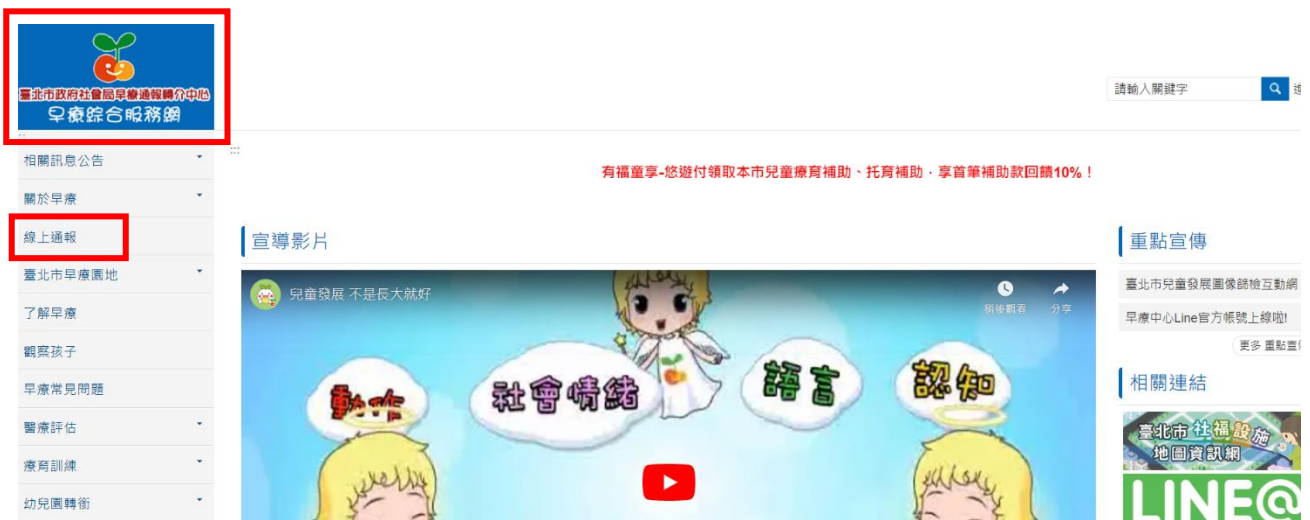 臺北市政府社會局早療通報轉介中心
早療綜合服務網
請輸入關鍵字
:::
相關訊息公告
關於早療
線上通報
臺北市早療園地
了解早療
觀察孩子
早療常見問題
醫療評估
療育訓練
幼兒園轉銜
:::
有福童享-悠遊付領取本市兒童療育補助、托育補助，享首筆補助款回饋10%！
宣導影片
兒童發展 不是長大就好
稍後觀看
分享
動作
社會情緒
語言
認知
重點宣傳
臺北市兒童發展圖像篩檢互動網
早療中心Line官方帳號上線啦!
更多 重點宣
相關連結
臺北市社福設施
地圖資訊網
LINE@